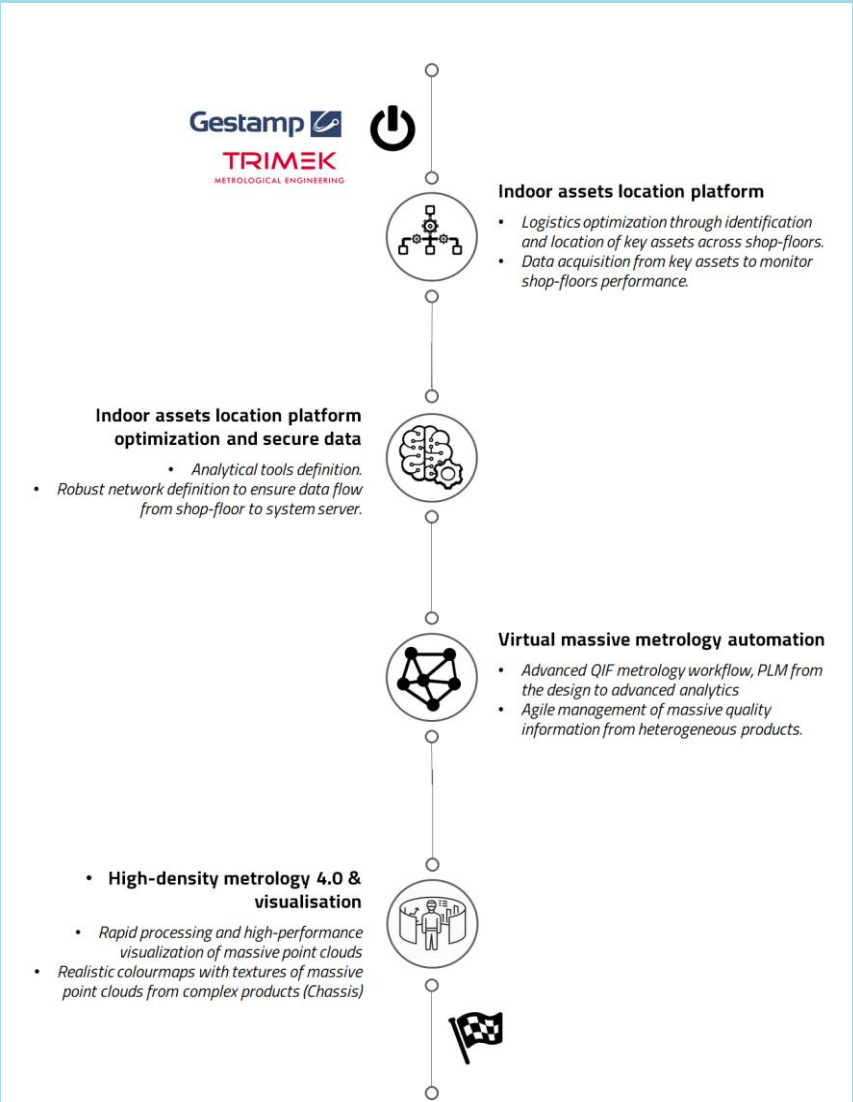 Gestamp
TRIMEK
METROLOGICAL ENGINEERING
Indoor assets location platform
• Logistics optimization through identification
and location of key assets across shop-floors.
• Data acquisition from key assets to monitor
shop-floors performance.
Indoor assets location platform
optimization and secure data
• Analytical tools definition.
• Robust network definition to ensure data flow
from shop-floor to system server.
Virtual massive metrology automation
• Advanced QIF metrology workflow, PLM from
the design to advanced analytics
• Agile management of massive quality
information from heterogeneous products.
• High-density metrology 4.0 &
visualisation
• Rapid processing and high-performance
visualization of massive point clouds
• Realistic colourmaps with textures of massive
point clouds from complex products (Chassis)